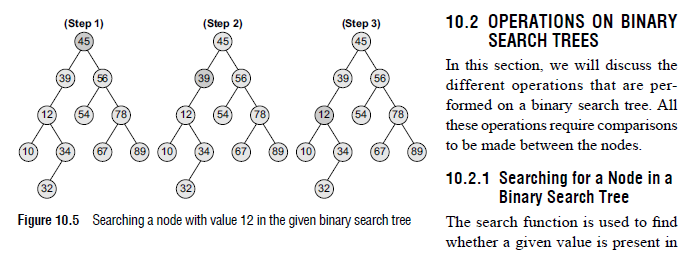 (Step 1) (Step 2) (Step 3)
45 45 45
39 56 39 56 39 56
12 54 78 12 54 78 12 54 78
10 34 67 89 10 34 67 89 10 34 67 89
32 32 32
Figure 10.5 Searching a node with value 12 in the given binary search tree
10.2 OPERATIONS ON BINARY
SEARCH TREES
In this section, we will discuss the
different operations that are per-
formed on a binary search tree. All
these operations require comparisons
to be made between the nodes.
10.2.1 Searching for a Node in a
Binary Search Tree
The search function is used to find
whether a given value is present in